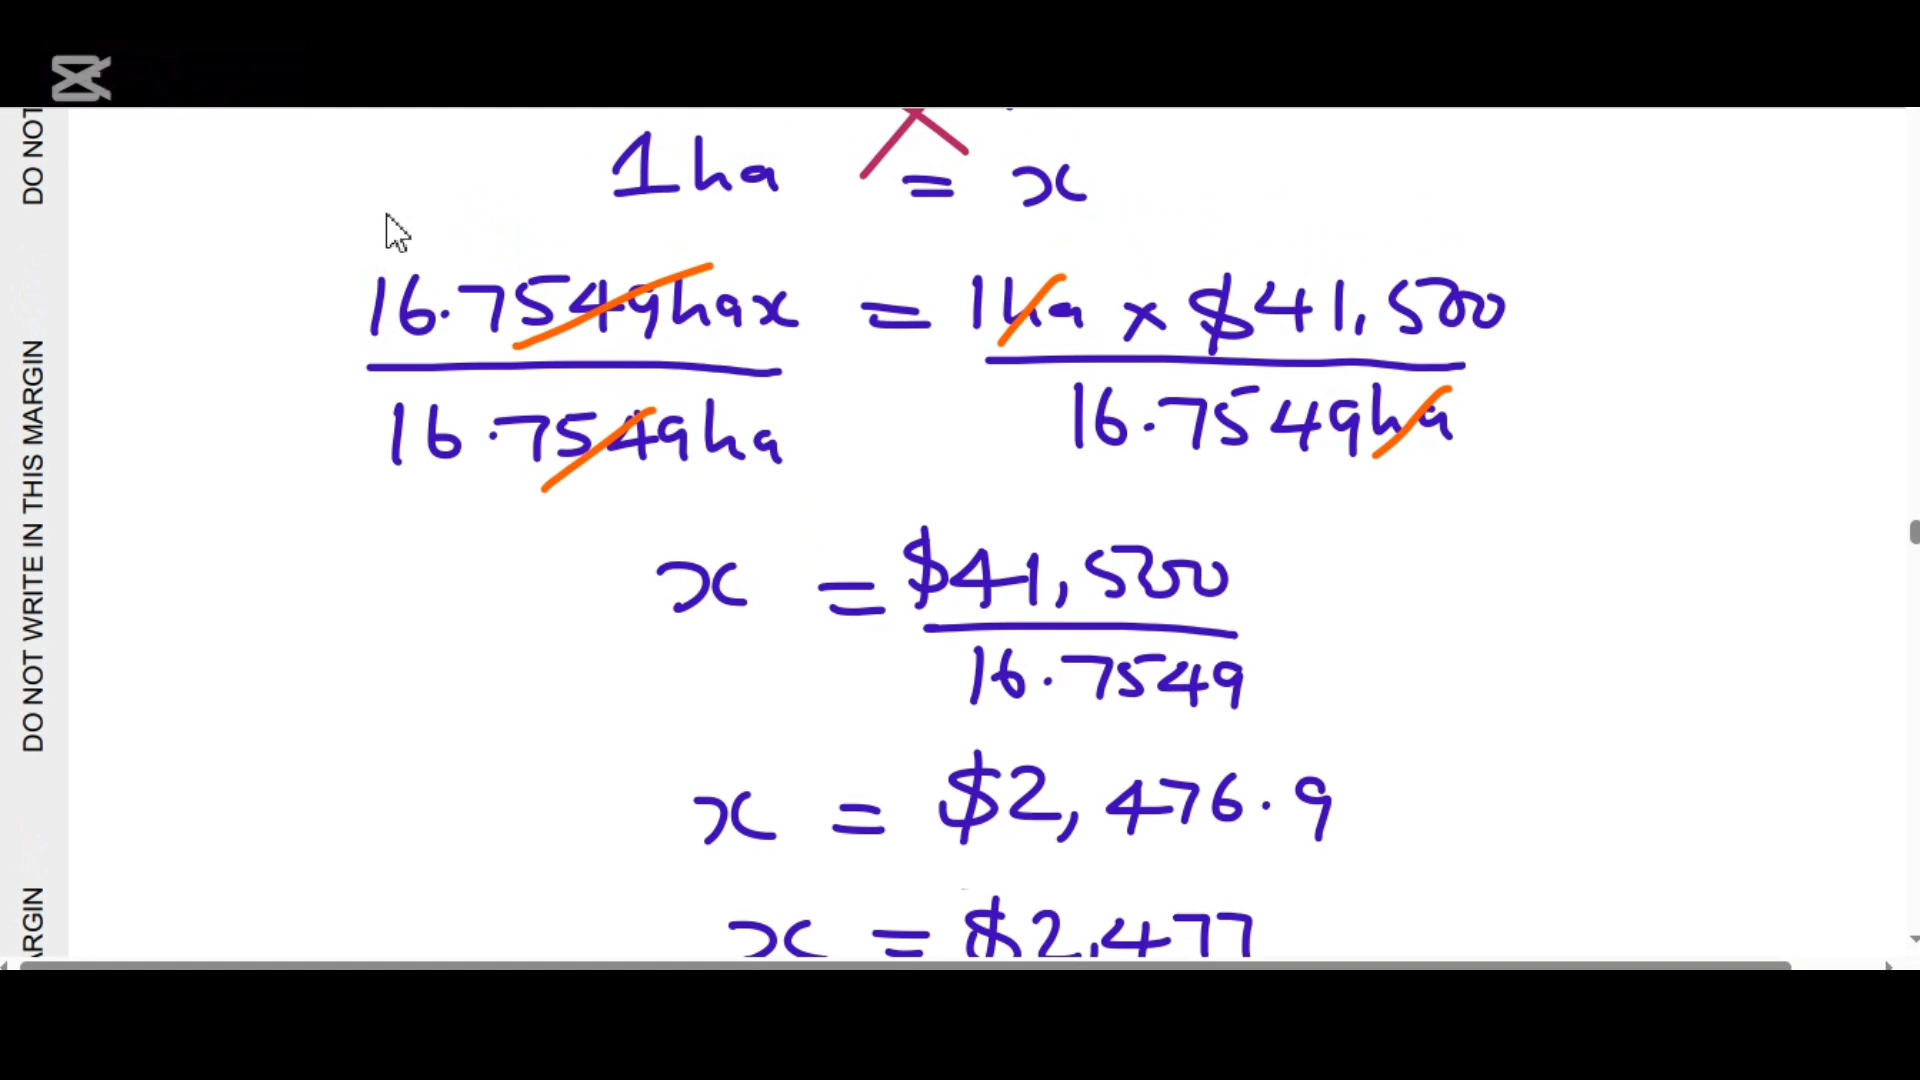 DO NOT
1ha = x
16.7549hax = 1ha × $41,500
16.7549ha 16.7549ha
DO NOT WRITE IN THIS MARGIN
x = $41,500
16.7549
x = $2,476.9
ARGIN
x = $2,477